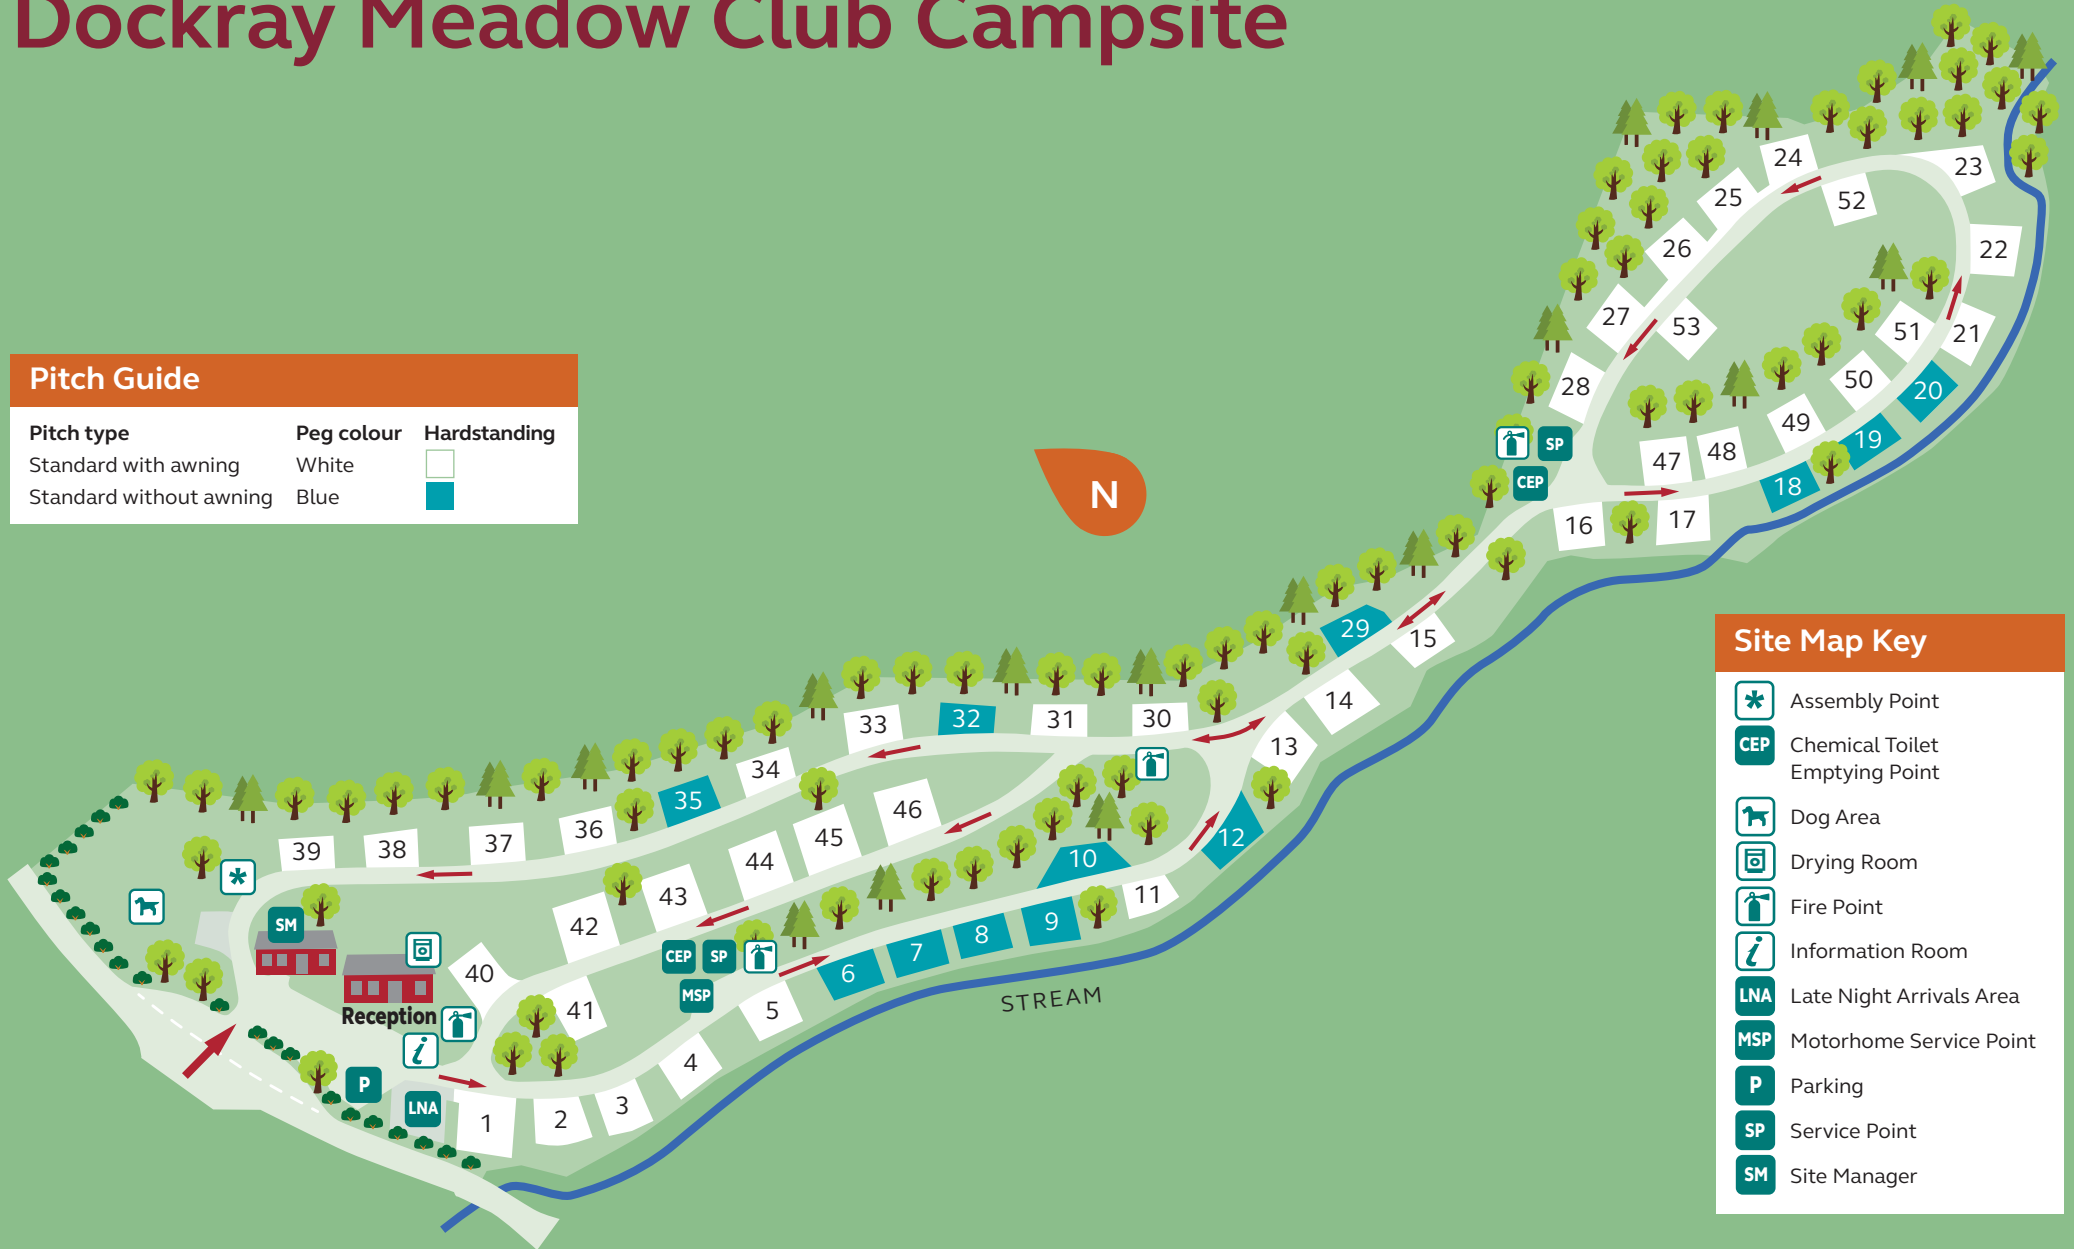 Dockray Meadow Club Campsite
Pitch Guide
Pitch type Peg colour Hardstanding
Standard with awning White
Standard without awning Blue
N
24
23
25
52
26
22
27
53
51
21
28
50
20
49
SP
19
47
48
CEP
18
16
17
29
15
14
33
32
31
30
13
34
35
46
36
45
12
39
38
37
44
10
43
11
SM
42
9
8
7
CEP
SP
40
6
MSP
STREAM
41
5
Reception
i
4
P
LNA
3
1
2
Site Map Key
Assembly Point
CEP Chemical Toilet
Emptying Point
Dog Area
Drying Room
Fire Point
i Information Room
LNA Late Night Arrivals Area
MSP Motorhome Service Point
P Parking
SP Service Point
SM Site Manager